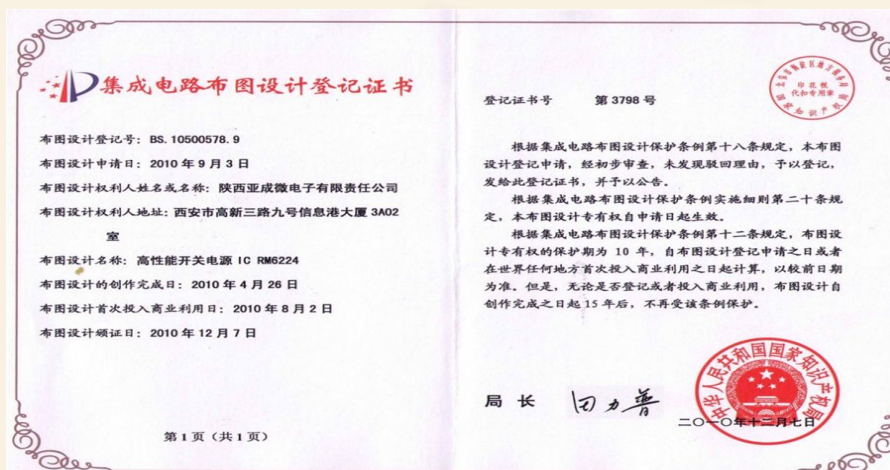 集成电路布图设计登记证书
布图设计登记号：BS.10500578.9
布图设计申请日：2010年9月3日
布图设计权利人姓名或名称：陕西亚成微电子有限责任公司
布图设计权利人地址：西安市高新三路九号信息港大厦3A02
室
布图设计名称：高性能开关电源IC RM6224
布图设计的创作完成日：2010年4月26日
布图设计首次投入商业利用日：2010年8月2日
布图设计颁证日：2010年12月7日
第1页（共1页）
登记证书号 第3798号
印花税
代扣专用章
国家知识产权局
根据集成电路布图设计保护条例第十八条规定，本布图
设计登记申请，经初步审查，未发现驳回理由，予以登记，
发给此登记证书，并予以公告。
根据集成电路布图设计保护条例实施细则第二十条规
定，本布图设计专有权自申请日起生效。
根据集成电路布图设计保护条例第十二条规定，布图设
计专有权的保护期为10年，自布图设计登记申请之日或者
在世界任何地方首次投入商业利用之日起计算，以较前日期
为准。但是，无论是否登记或者投入商业利用，布图设计自
创作完成之日起15年后，不再受该条例保护。
中华人民共和国国家知识产权局
局长 田力普
二〇一〇年十二月七日